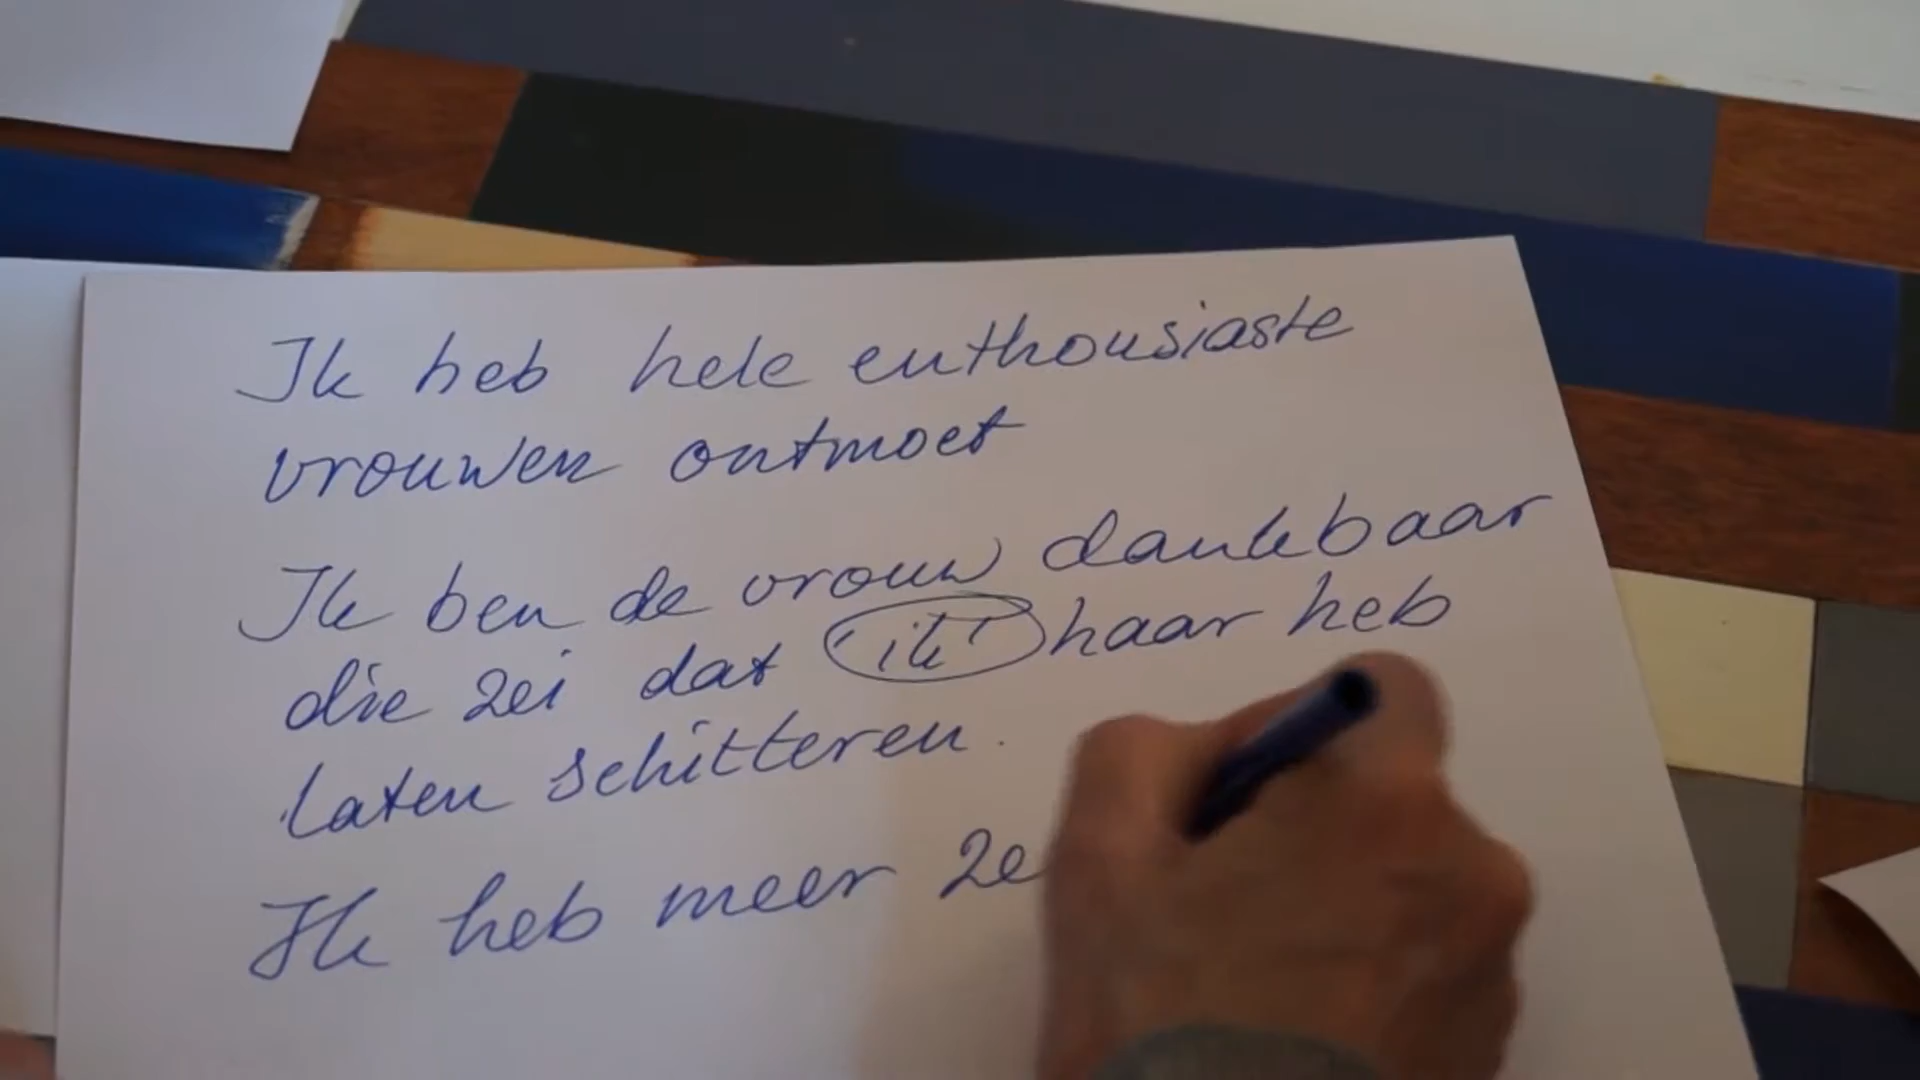 Ik heb hele enthousiaste
vrouwen ontmoet
Ik ben de vrouw dankbaar
die zei dat 'ik' haar heb
laten schitteren.
Ik heb meer ze